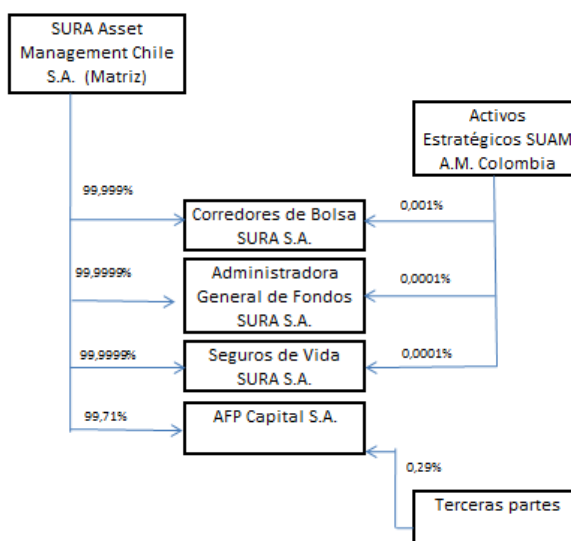 SURA Asset
Management Chile
S.A. (Matriz)
Activos
Estratégicos SUAM
A.M. Colombia
99,999%
0,001%
Corredores de Bolsa
SURA S.A.
99,9999%
0,0001%
Administradora
General de Fondos
SURA S.A.
99,9999%
0,0001%
Seguros de Vida
SURA S.A.
99,71%
AFP Capital S.A.
0,29%
Terceras partes